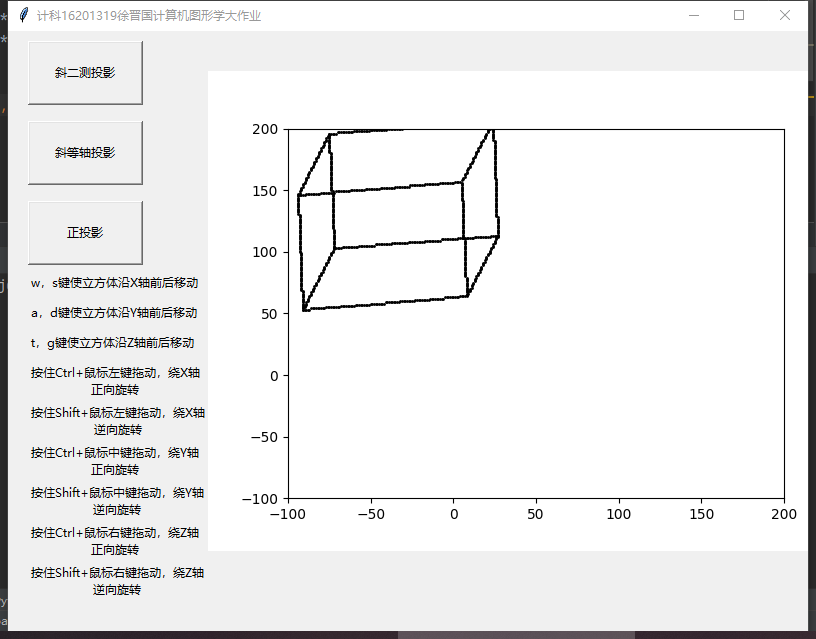 计科16201319徐晋国计算机图形学大作业
斜二测投影
斜等轴投影
正投影
w，s键使立方体沿X轴前后移动
a，d键使立方体沿Y轴前后移动
t，g键使立方体沿Z轴前后移动
按住Ctrl+鼠标左键拖动，绕X轴
正向旋转
按住Shift+鼠标左键拖动，绕X轴
逆向旋转
按住Ctrl+鼠标中键拖动，绕Y轴
正向旋转
按住Shift+鼠标中键拖动，绕Y轴
逆向旋转
按住Ctrl+鼠标右键拖动，绕Z轴
正向旋转
按住Shift+鼠标右键拖动，绕Z轴
逆向旋转
200
150
100
50
0
−50
−100
−100 −50 0 50 100 150 200